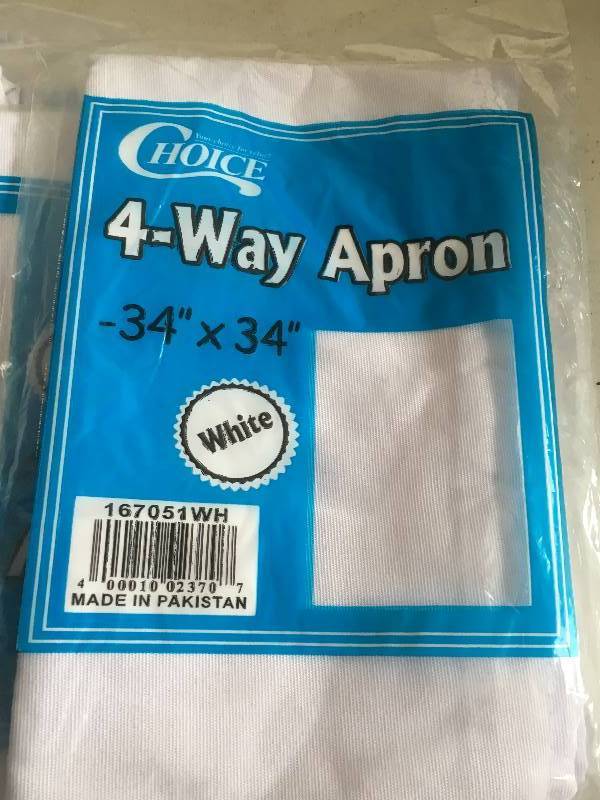 CHOICE
4-Way Apron
-34" x 34"
White
167051WH
4 00010 02370 7
MADE IN PAKISTAN